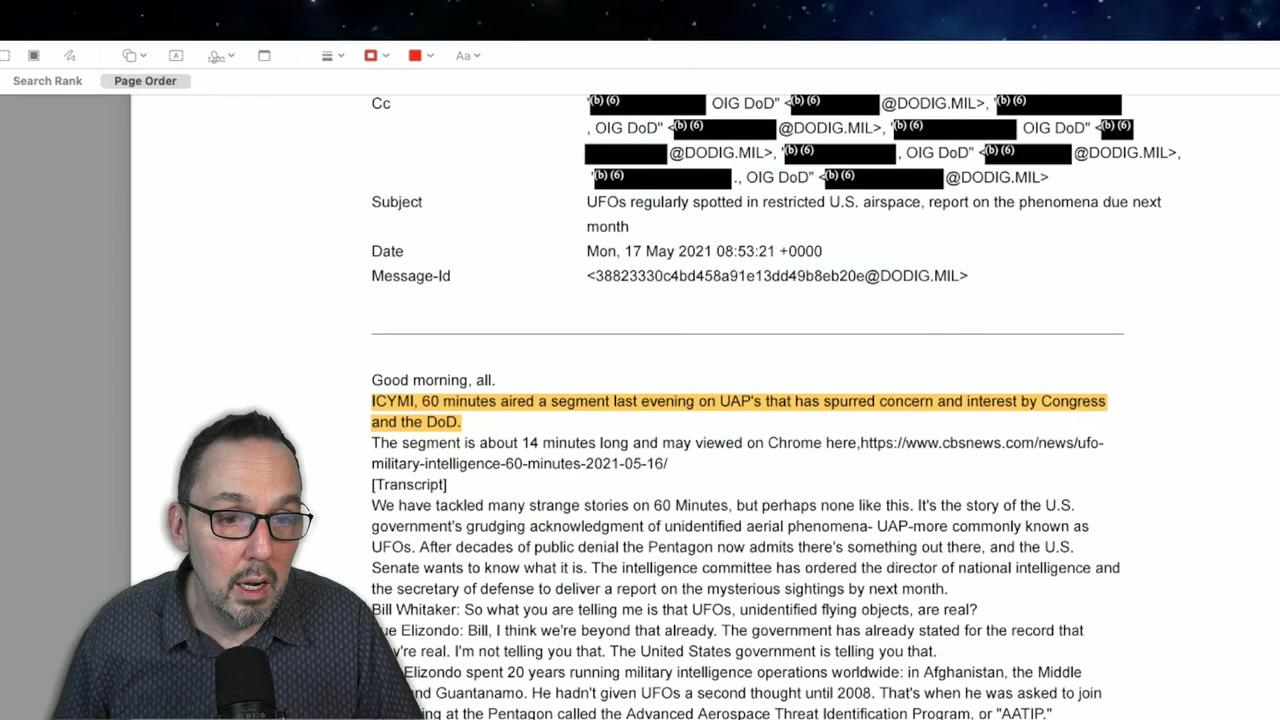 Aa
Search Rank
Page Order
Cc
'(b) (6) OIG DoD" <(b) (6) @DODIG.MIL>, '(b) (6)
, OIG DoD" <(b) (6) @DODIG.MIL>, '(b) (6) OIG DoD" <(b) (6)
@DODIG.MIL>, '(b) (6) , OIG DoD" <(b) (6) @DODIG.MIL>,
'(b) (6) ., OIG DoD" <(b) (6) @DODIG.MIL>
Subject
UFOs regularly spotted in restricted U.S. airspace, report on the phenomena due next
month
Date
Mon, 17 May 2021 08:53:21 +0000
Message-Id
<38823330c4bd458a91e13dd49b8eb20e@DODIG.MIL>
Good morning, all.
ICYMI, 60 minutes aired a segment last evening on UAP's that has spurred concern and interest by Congress
and the DoD.
The segment is about 14 minutes long and may viewed on Chrome here,https://www.cbsnews.com/news/ufo-
military-intelligence-60-minutes-2021-05-16/
[Transcript]
We have tackled many strange stories on 60 Minutes, but perhaps none like this. It's the story of the U.S.
government's grudging acknowledgment of unidentified aerial phenomena- UAP-more commonly known as
UFOs. After decades of public denial the Pentagon now admits there's something out there, and the U.S.
Senate wants to know what it is. The intelligence committee has ordered the director of national intelligence and
the secretary of defense to deliver a report on the mysterious sightings by next month.
Bill Whitaker: So what you are telling me is that UFOs, unidentified flying objects, are real?
ue Elizondo: Bill, I think we're beyond that already. The government has already stated for the record that
y're real. I'm not telling you that. The United States government is telling you that.
Elizondo spent 20 years running military intelligence operations worldwide: in Afghanistan, the Middle
nd Guantanamo. He hadn't given UFOs a second thought until 2008. That's when he was asked to join
ing at the Pentagon called the Advanced Aerospace Threat Identification Program, or "AATIP."